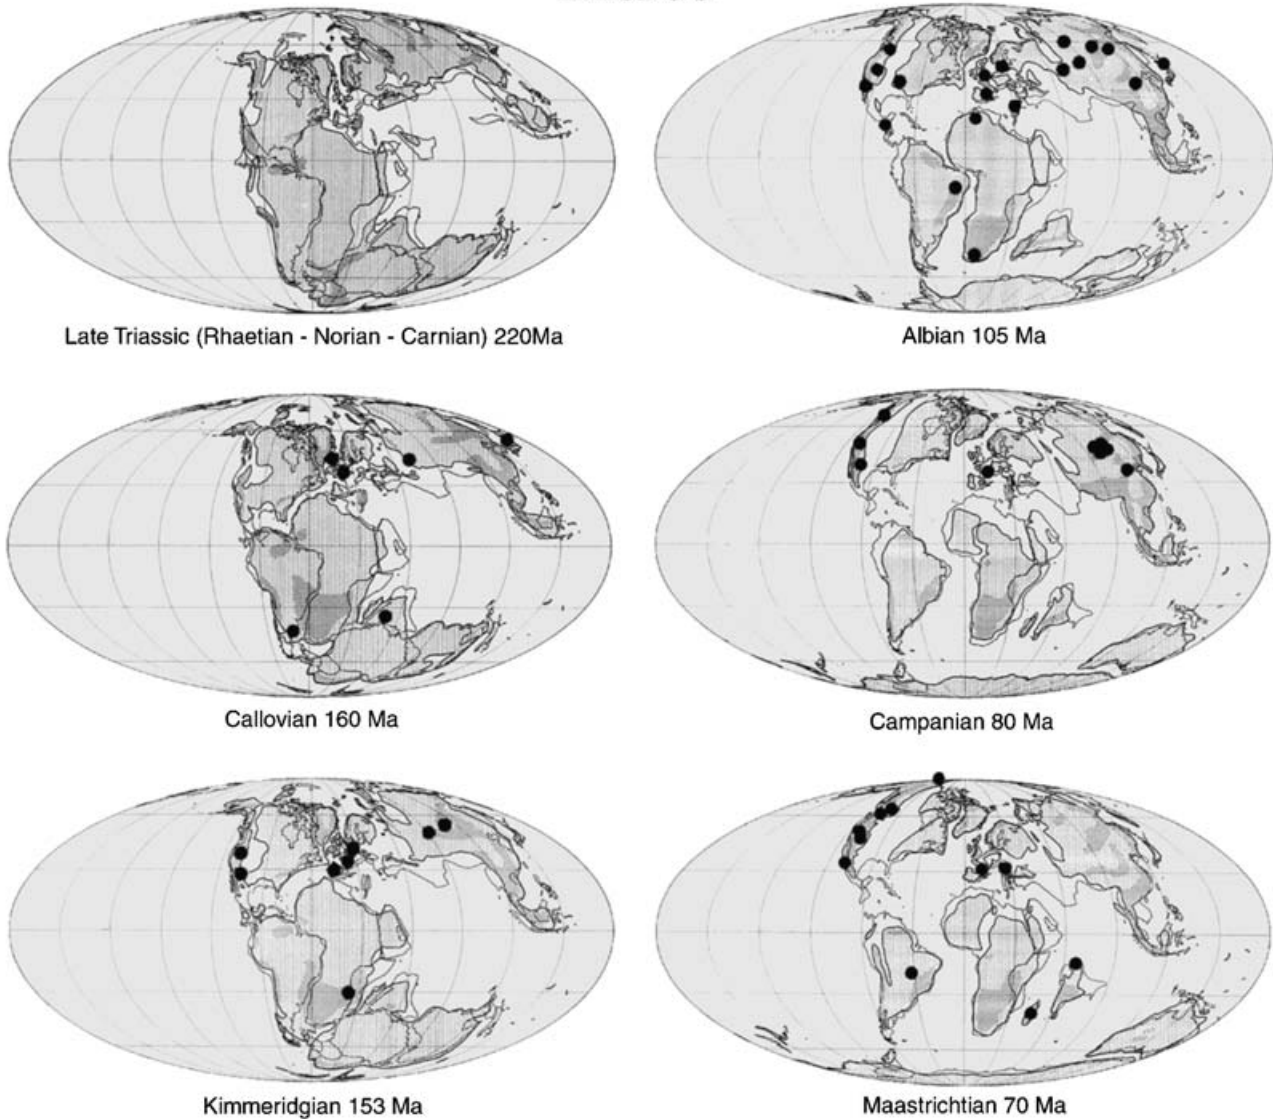 Late Triassic (Rhaetian - Norian - Carnian) 220Ma
Albian 105 Ma
Callovian 160 Ma
Campanian 80 Ma
Kimmeridgian 153 Ma
Maastrichtian 70 Ma